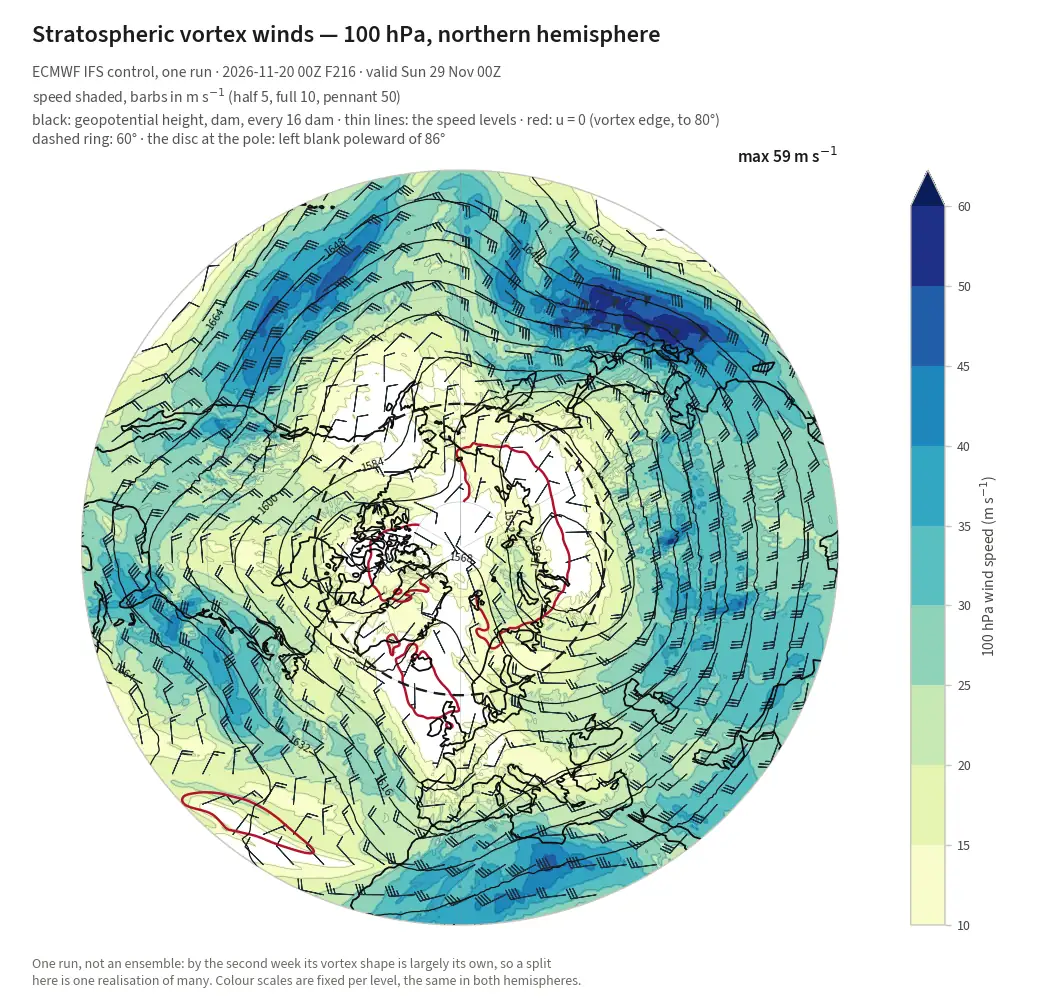 Stratospheric vortex winds — 100 hPa, northern hemisphere
ECMWF IFS control, one run · 2026-11-20 00Z F216 · valid Sun 29 Nov 00Z
speed shaded, barbs in m s⁻¹ (half 5, full 10, pennant 50)
black: geopotential height, dam, every 16 dam · thin lines: the speed levels · red: u = 0 (vortex edge, to 80°)
dashed ring: 60° · the disc at the pole: left blank poleward of 86°
max 59 m s⁻¹
60
50
45
40
35
30
25
20
15
10
100 hPa wind speed (m s⁻¹)
1648
1664
1664
1584
1600
1568
1552
1664
1632
1616
One run, not an ensemble: by the second week its vortex shape is largely its own, so a split
here is one realisation of many. Colour scales are fixed per level, the same in both hemispheres.